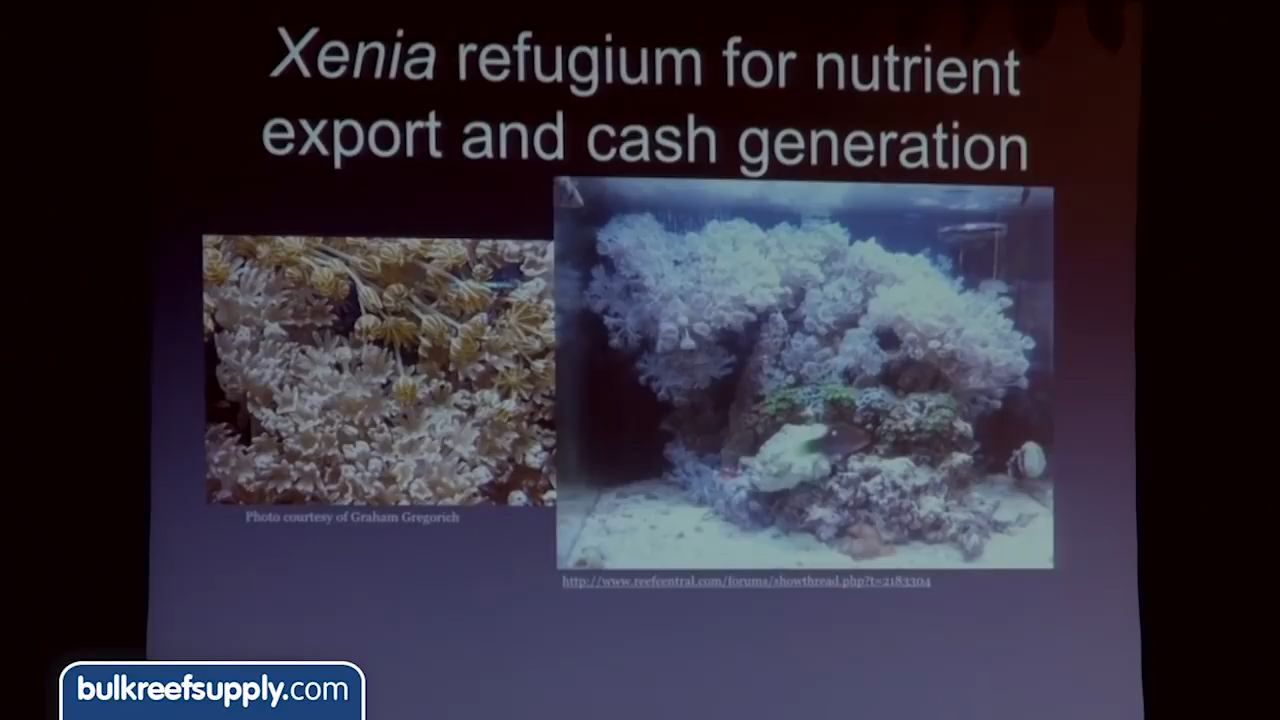 Xenia refugium for nutrient
export and cash generation
Photo courtesy of Graham Gregorich
http://www.reefcentral.com/forums/showthread.php?t=2183304
bulkreefsupply.com